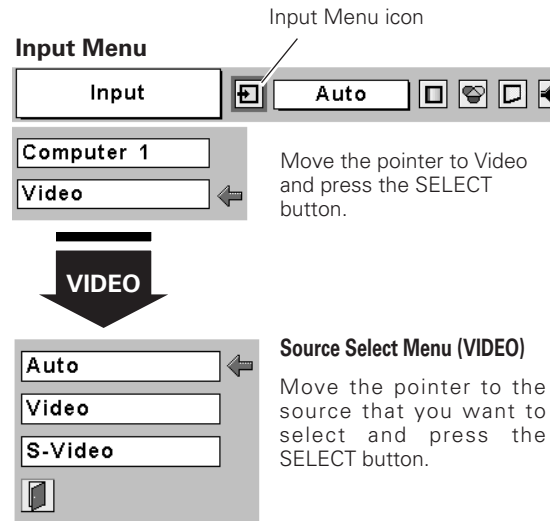 Input Menu icon
Input Menu
Input
Auto
Computer 1
Video
Move the pointer to Video
and press the SELECT
button.
VIDEO
Auto
Video
S-Video
Source Select Menu (VIDEO)
Move the pointer to the
source that you want to
select and press the
SELECT button.